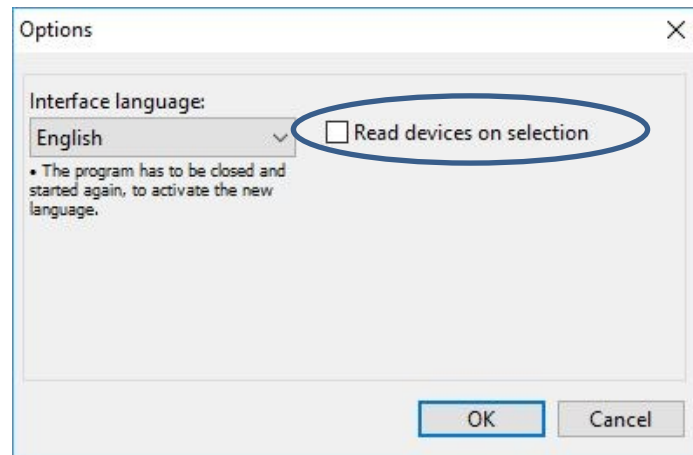 Options
Interface language:
English
Read devices on selection
• The program has to be closed and
started again, to activate the new
language.
OK
Cancel